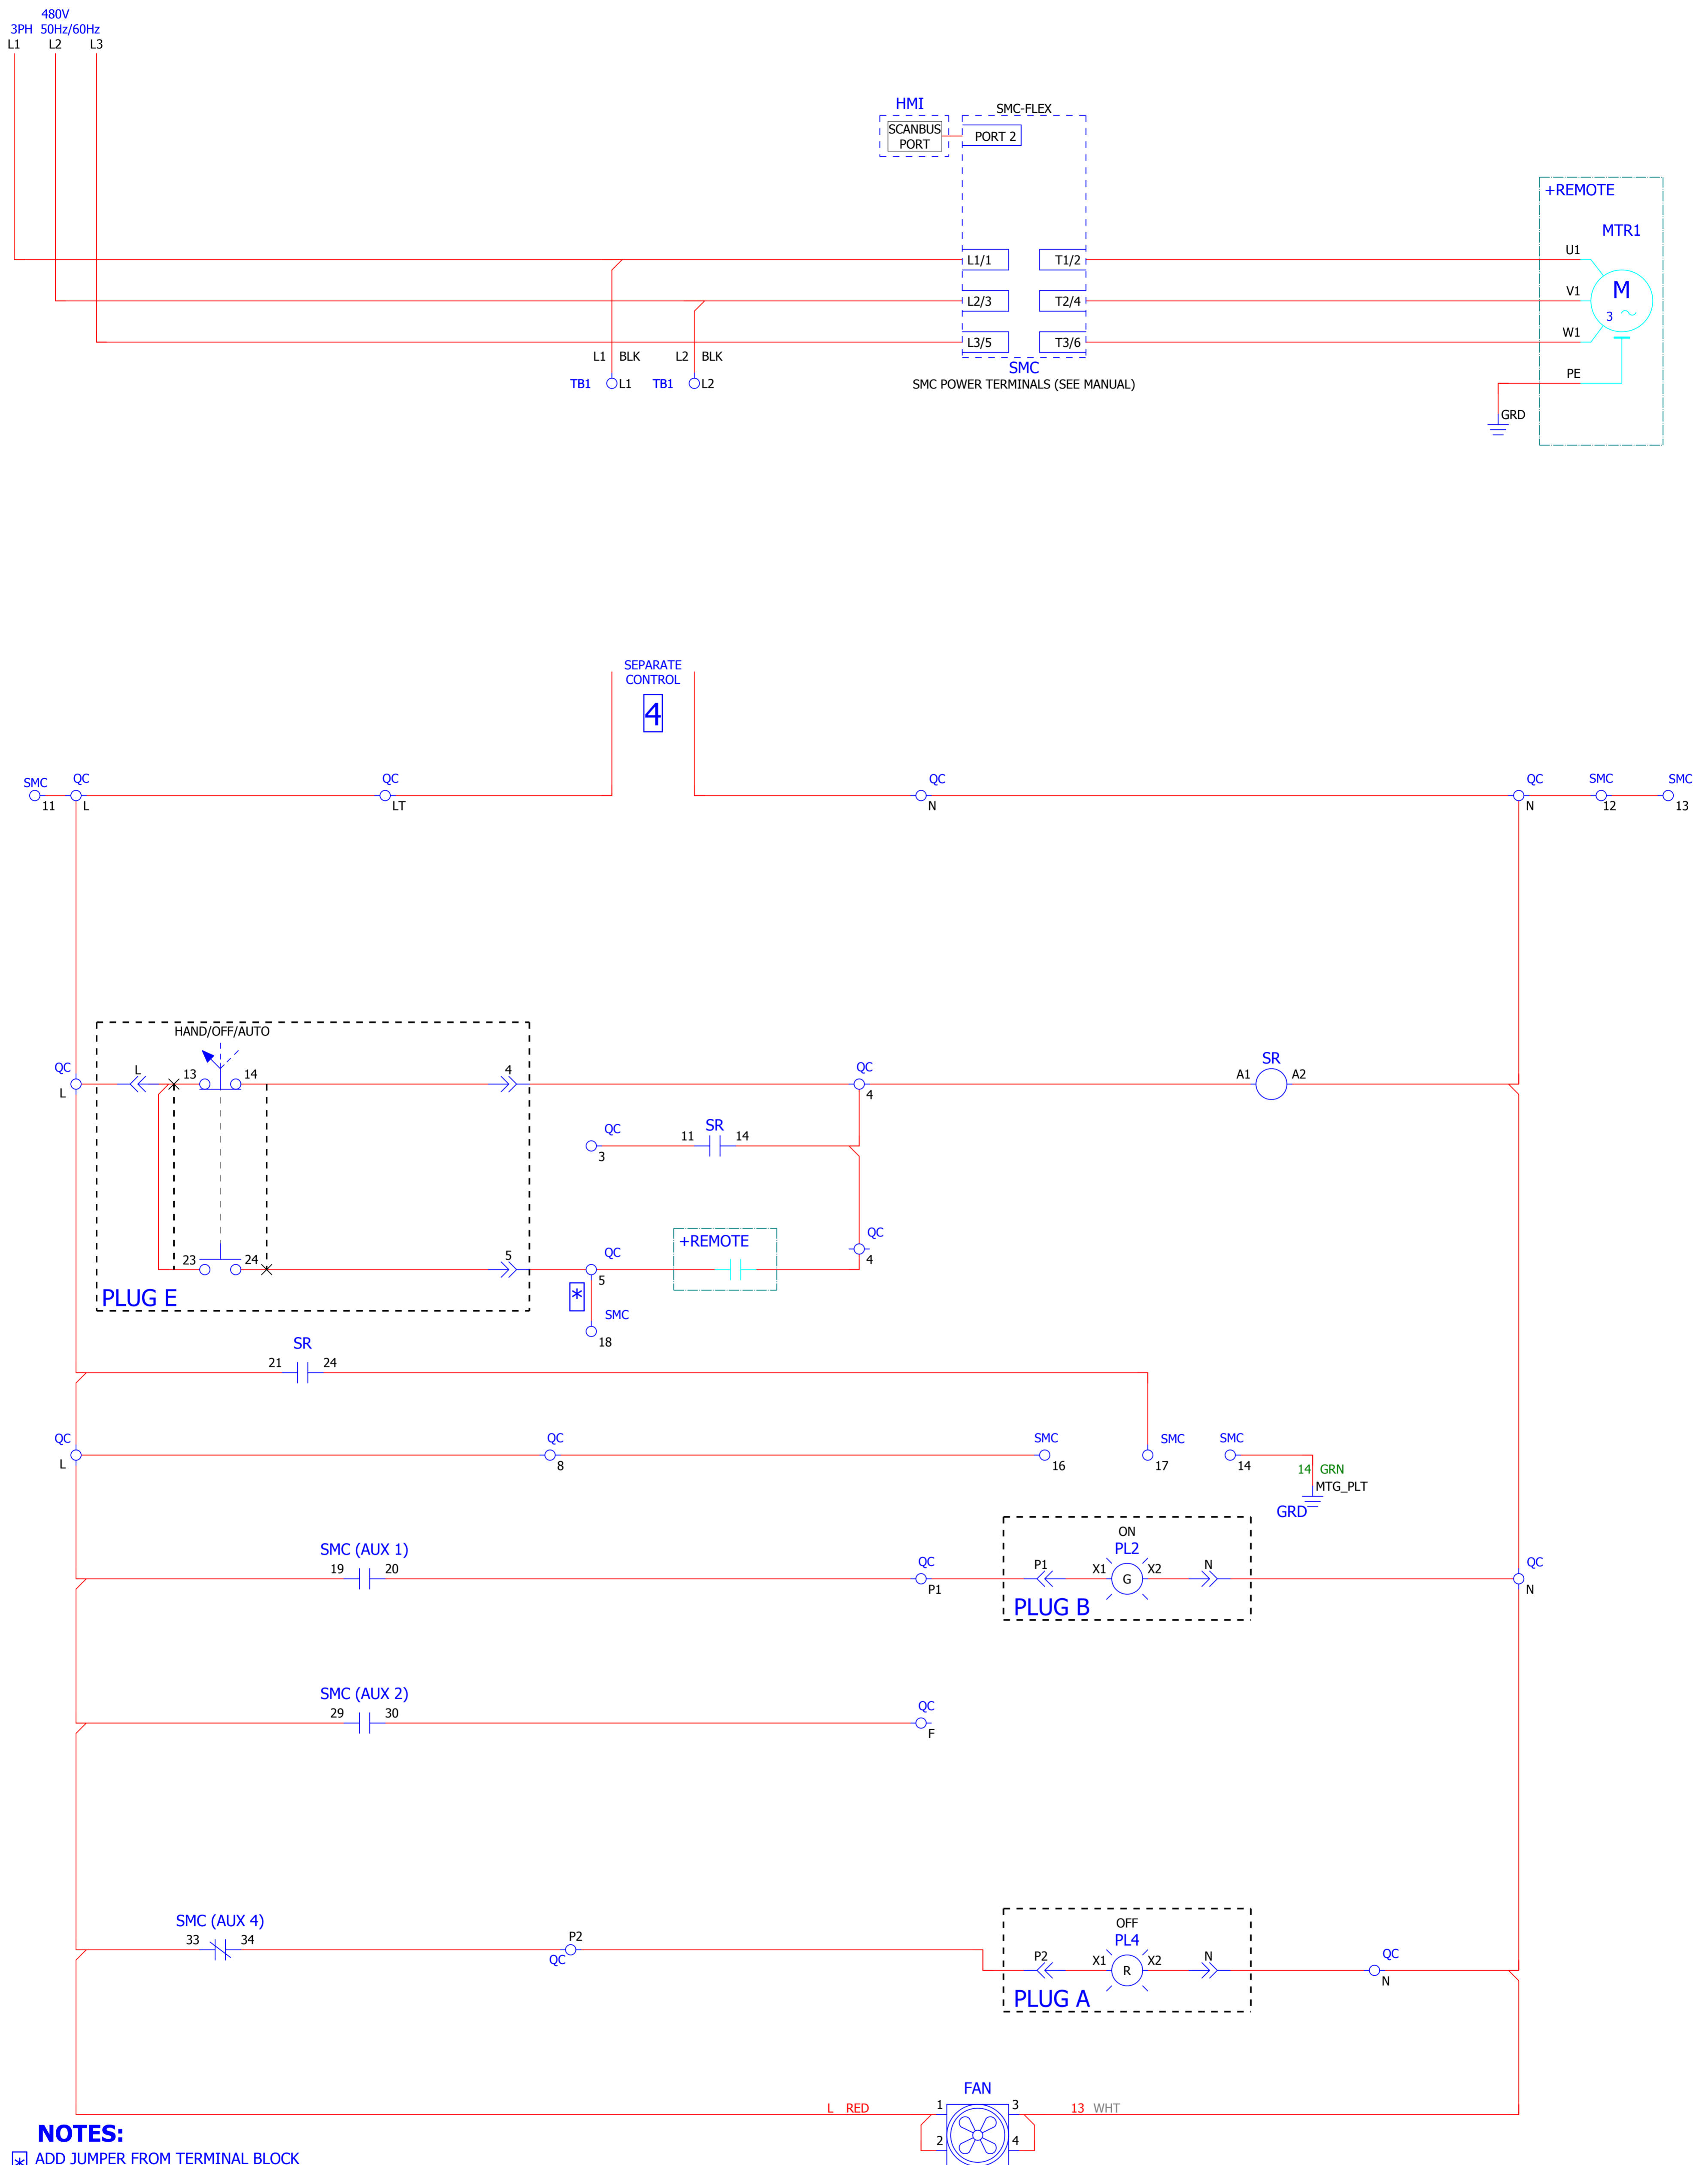 480V
3PH 50Hz/60Hz
L1 L2 L3
HMI
SCANBUS
PORT
SMC-FLEX
PORT 2
+REMOTE
MTR1
L1/1 T1/2 U1
L2/3 T2/4 V1 M
3
L3/5 T3/6 W1
L1 BLK L2 BLK
SMC
TB1 L1 TB1 L2
SMC POWER TERMINALS (SEE MANUAL)
PE
GRD
SEPARATE
CONTROL
4
SMC QC QC QC QC SMC SMC
11 L LT N N 12 13
HAND/OFF/AUTO
QC L 13 14 4 QC SR
L 4 A1 A2
QC 11 SR 14
3
QC
4
+REMOTE
23 24 5 QC
5
PLUG E
*
SMC
18
SR
21 24
QC QC SMC SMC SMC
L 8 16 17 14
14 GRN
MTG_PLT
GRD
ON
PL2
SMC (AUX 1)
19 20 QC P1 X1 G X2 N QC
P1 N
PLUG B
SMC (AUX 2)
29 30 QC
F
SMC (AUX 4)
33 34 P2
QC
OFF
PL4
P2 X1 R X2 N QC
N
PLUG A
FAN
L RED 1 3 13 WHT
2 4
NOTES:
* ADD JUMPER FROM TERMINAL BLOCK